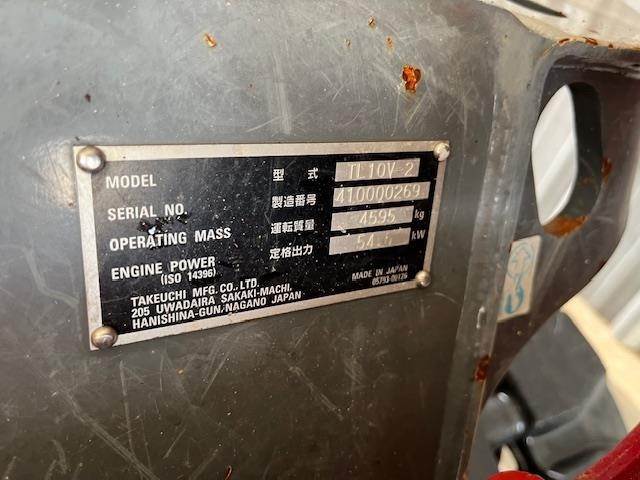 MODEL 型式 TL10V-2
SERIAL NO. 製造番号 410000269
OPERATING MASS 運転質量 4595 kg
ENGINE POWER 定格出力 kW
(ISO 14396)
TAKEUCHI MFG.CO.,LTD.
205 UWADAIRA SAKAKI-MACHI.
HANISHINA-GUN,NAGANO JAPAN
MADE IN JAPAN